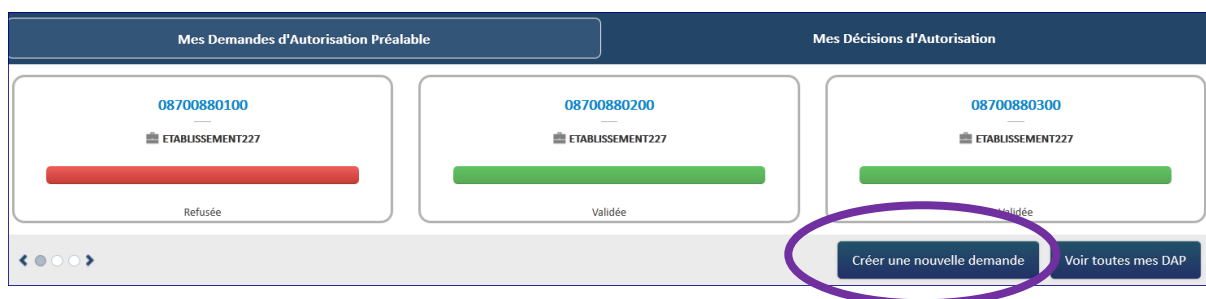 Mes Demandes d'Autorisation Préalable Mes Décisions d'Autorisation
08700880100 08700880200 08700880300
ETABLISSEMENT227 ETABLISSEMENT227 ETABLISSEMENT227
Refusée Validée Validée
Créer une nouvelle demande Voir toutes mes DAP